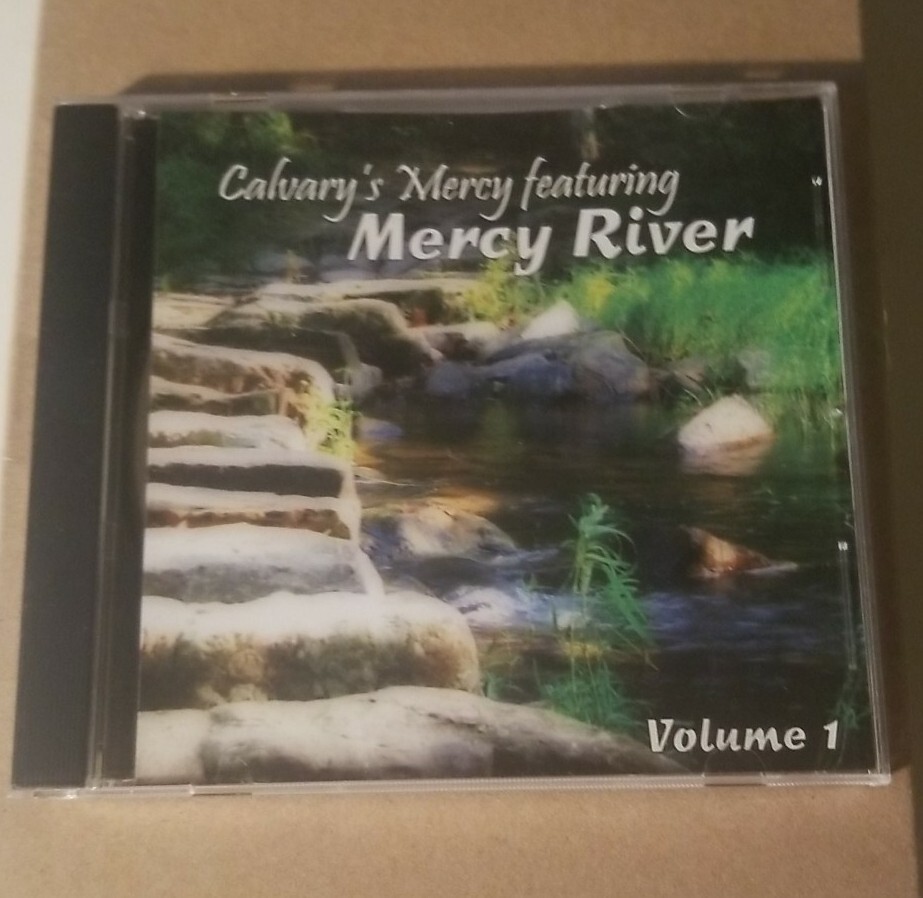 Calvary's Mercy featuring
Mercy River
Volume 1